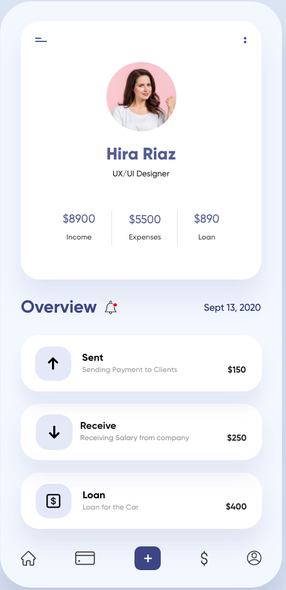 Hira Riaz
UX/UI Designer
$8900 $5500 $890
Income Expenses Loan
Overview Sept 13, 2020
Sent
Sending Payment to Clients $150
Receive
Receiving Salary from company $250
Loan
Loan for the Car $400